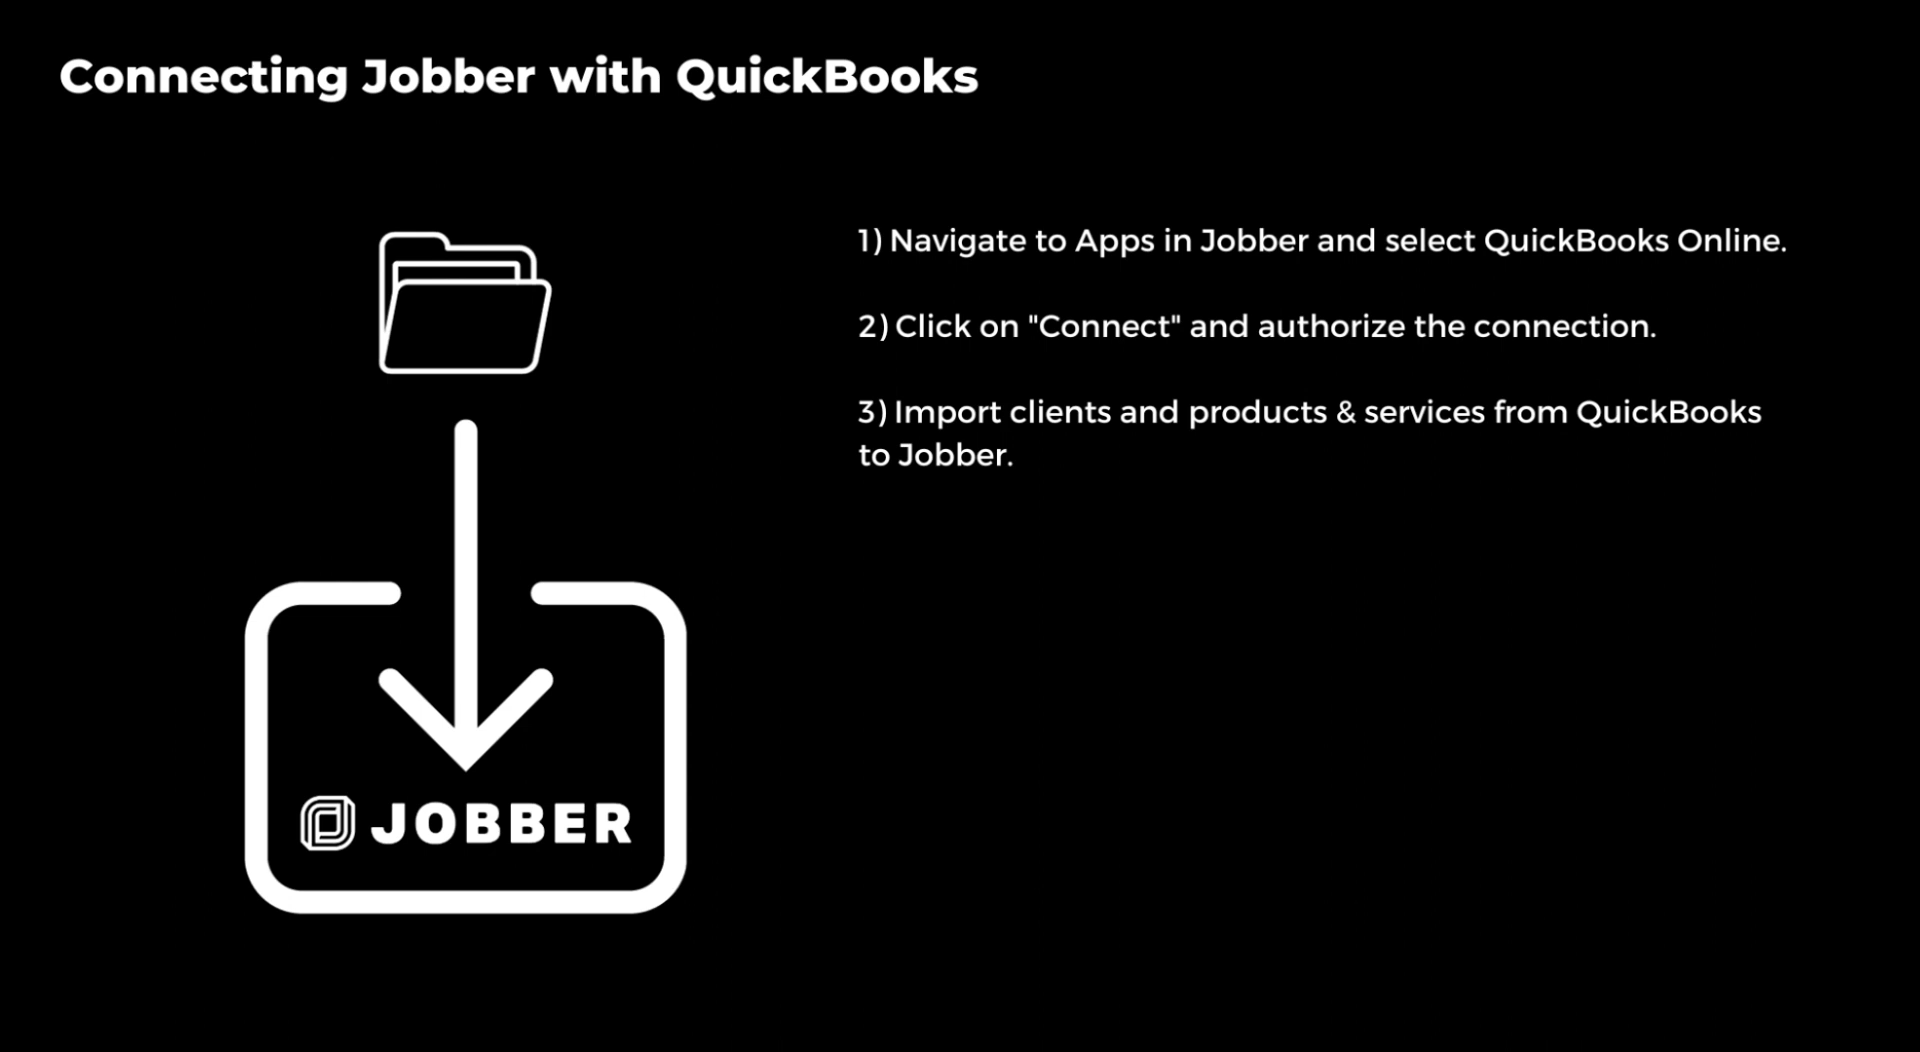 Connecting Jobber with QuickBooks
1) Navigate to Apps in Jobber and select QuickBooks Online.
2) Click on "Connect" and authorize the connection.
3) Import clients and products & services from QuickBooks
to Jobber.
JOBBER